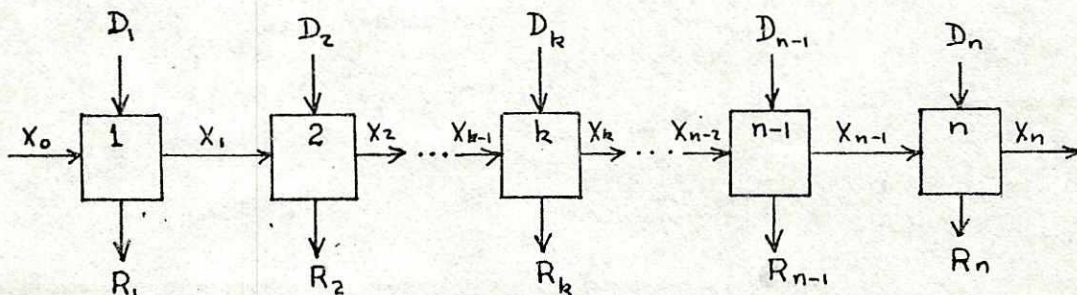 D₁ D₂ Dₖ Dₙ₋₁ Dₙ
X₀ 1 X₁ 2 X₂ ... Xₖ₋₁ k Xₖ ... Xₙ₋₂ n-1 Xₙ₋₁ n Xₙ
R₁ R₂ Rₖ Rₙ₋₁ Rₙ